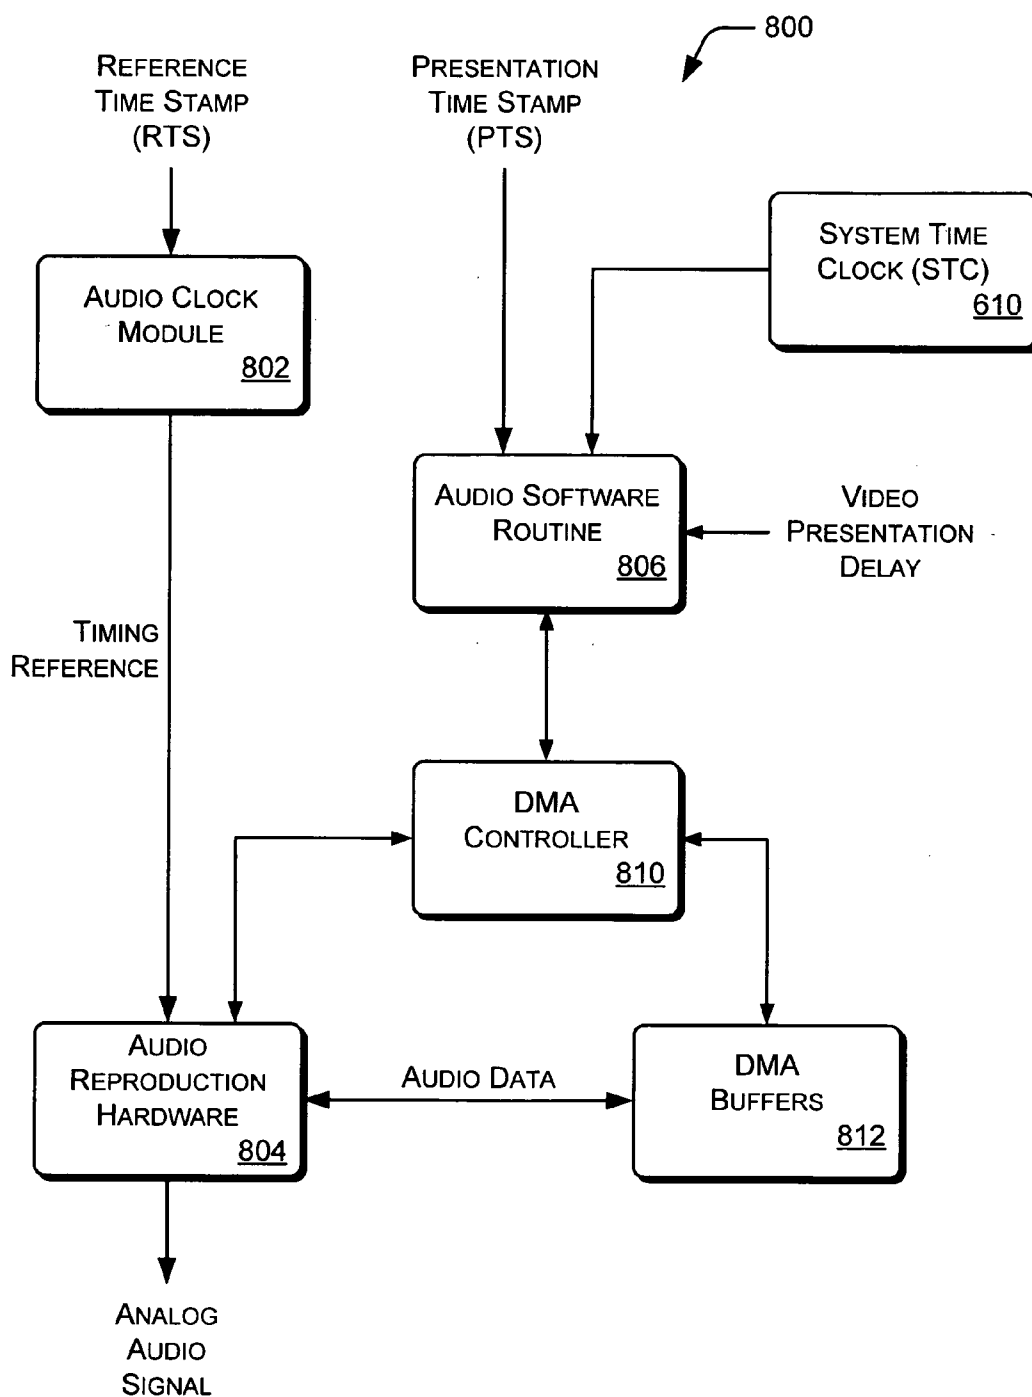 800
REFERENCE
TIME STAMP
(RTS)
PRESENTATION
TIME STAMP
(PTS)
SYSTEM TIME
CLOCK (STC)
610
AUDIO CLOCK
MODULE
802
AUDIO SOFTWARE
ROUTINE
806
VIDEO
PRESENTATION
DELAY
TIMING
REFERENCE
DMA
CONTROLLER
810
AUDIO
REPRODUCTION
HARDWARE
804
AUDIO DATA
DMA
BUFFERS
812
ANALOG
AUDIO
SIGNAL